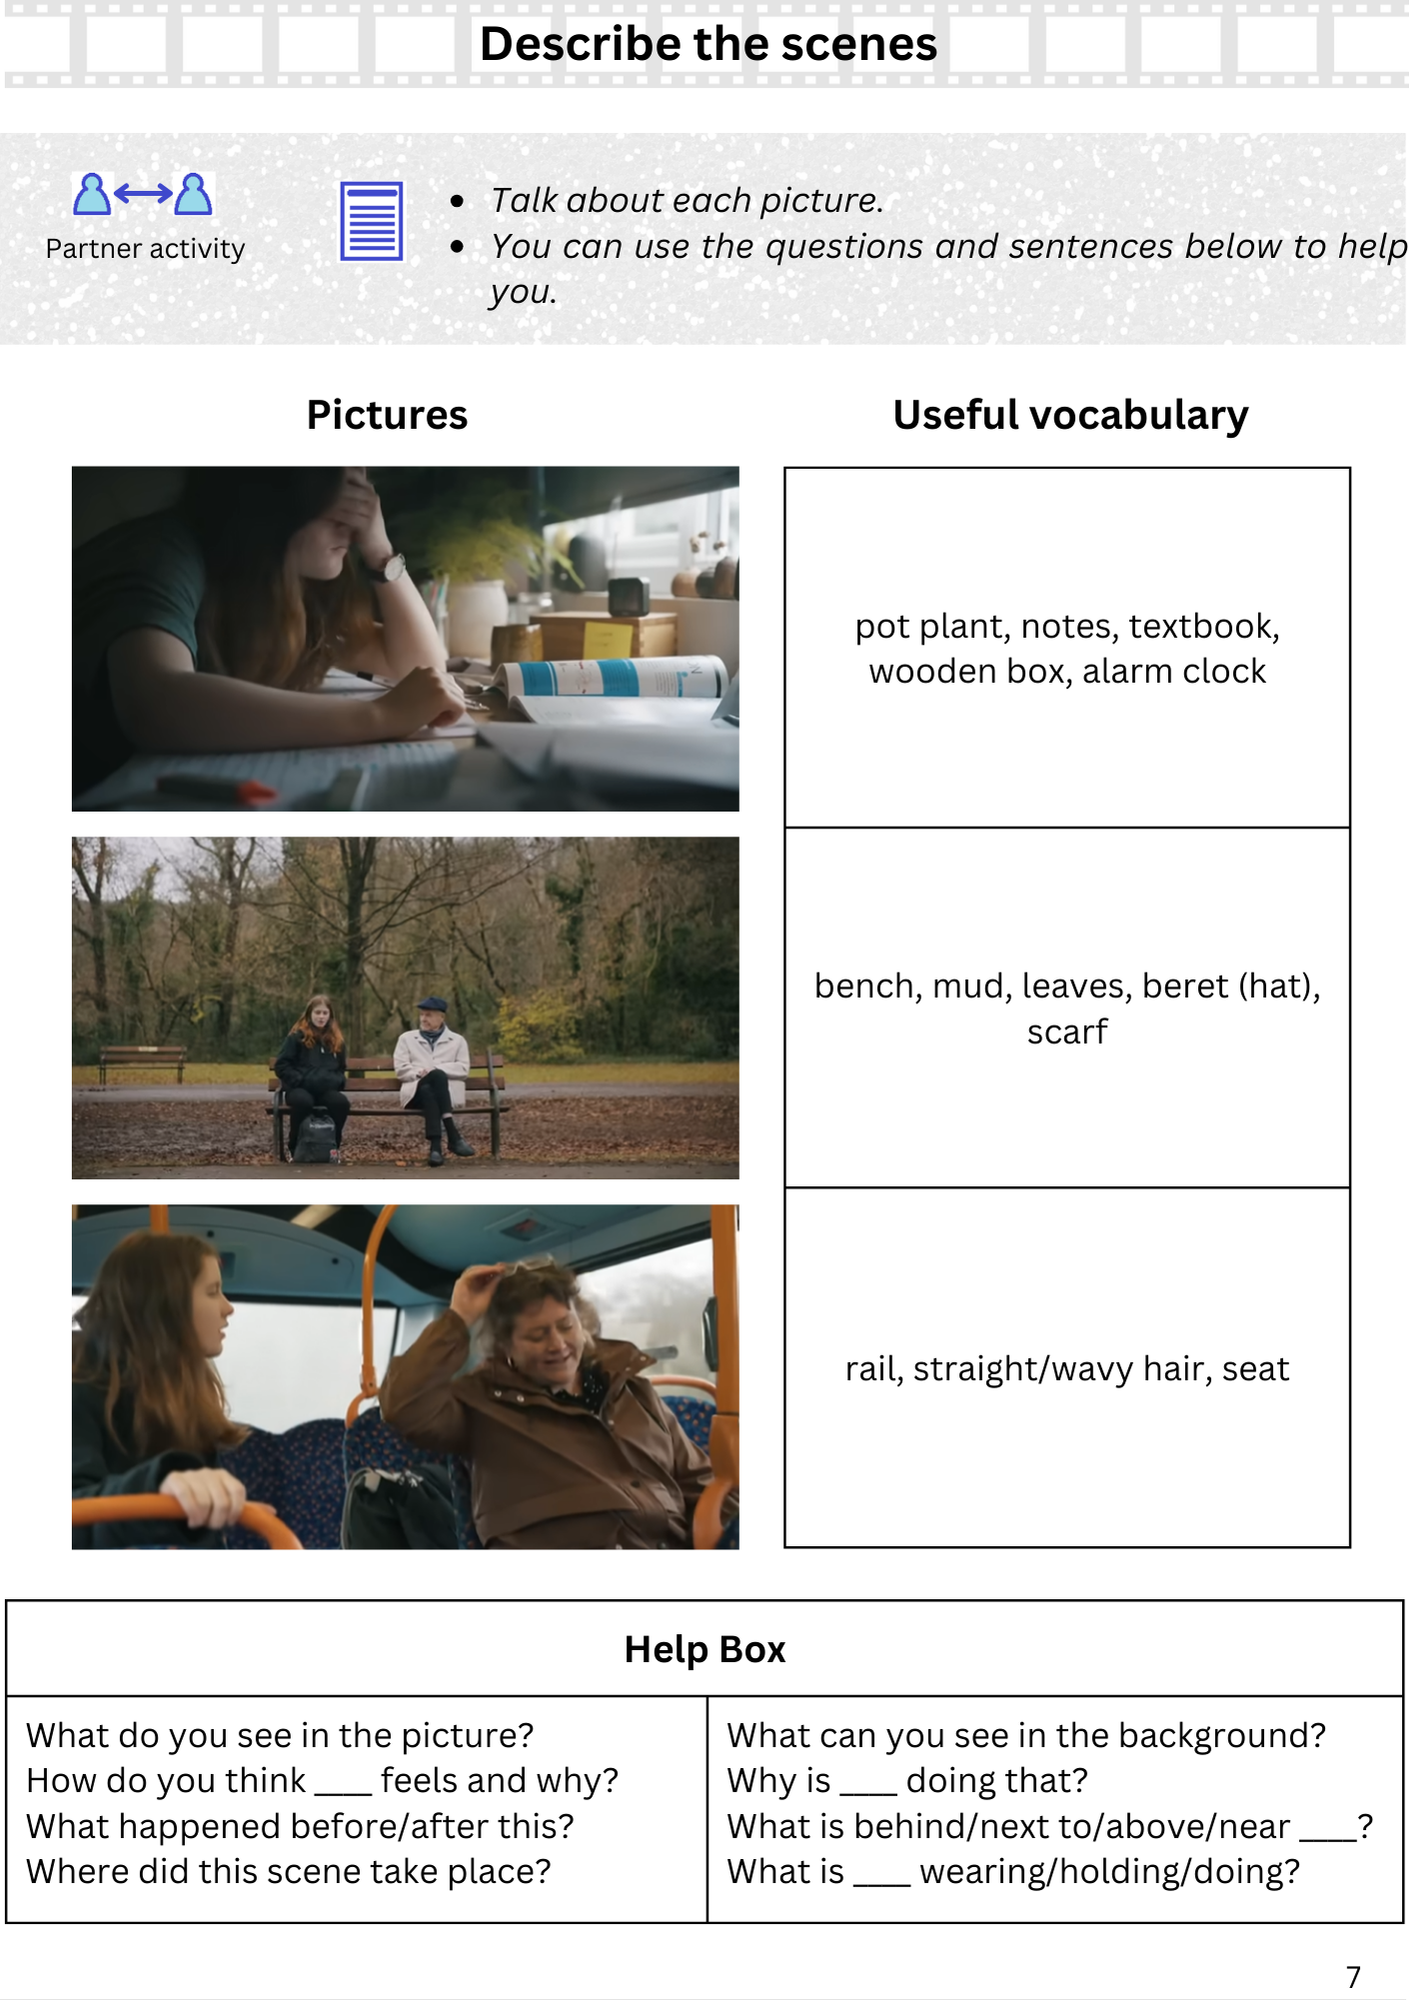 Describe the scenes
Partner activity
Talk about each picture.
You can use the questions and sentences below to help
you.
Pictures
Useful vocabulary
pot plant, notes, textbook,
wooden box, alarm clock
bench, mud, leaves, beret (hat),
scarf
rail, straight/wavy hair, seat
Help Box
What do you see in the picture?
How do you think ___ feels and why?
What happened before/after this?
Where did this scene take place?
What can you see in the background?
Why is ___ doing that?
What is behind/next to/above/near ___?
What is ___ wearing/holding/doing?
7